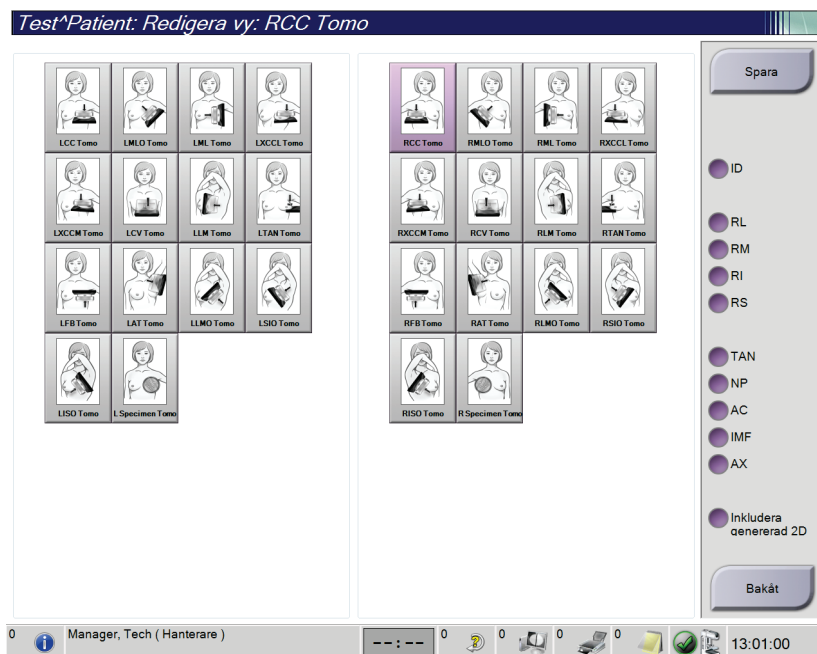 Test^Patient: Redigera vy: RCC Tomo
LCC Tomo LMLO Tomo LML Tomo LXCCL Tomo
LXCCM Tomo LCV Tomo LLM Tomo LTAN Tomo
LFB Tomo LAT Tomo LLMO Tomo LSIO Tomo
LISO Tomo L Specimen Tomo
RCC Tomo RMLO Tomo RML Tomo RXCCL Tomo
RXCCM Tomo RCV Tomo RLM Tomo RTAN Tomo
RFB Tomo RAT Tomo RLMO Tomo RSIO Tomo
RISO Tomo R Specimen Tomo
Spara
ID
RL
RM
RI
RS
TAN
NP
AC
IMF
AX
Inkludera
genererad 2D
Bakåt
0 Manager, Tech ( Hanterare ) --:-- 0 0 0 0 13:01:00